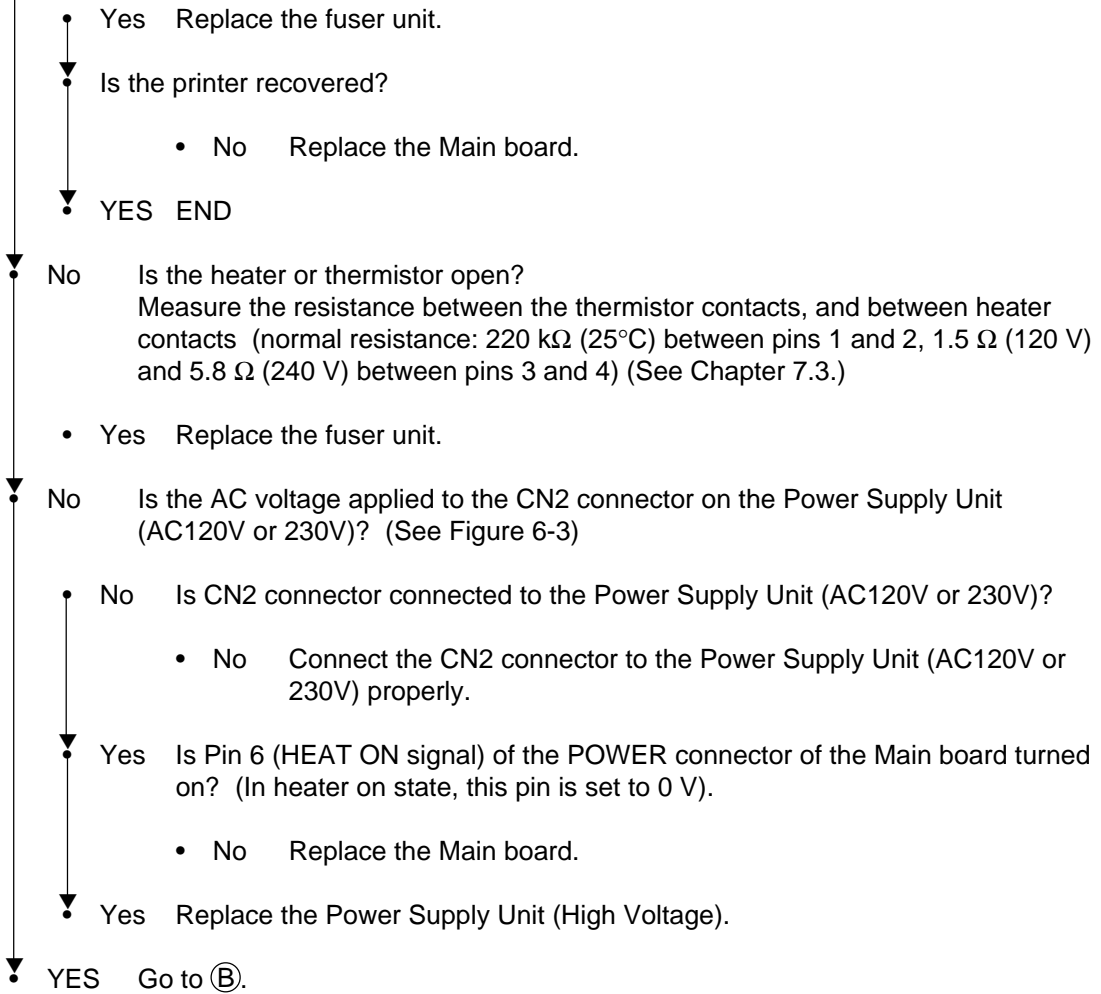 • Yes Replace the fuser unit.
• Is the printer recovered?
• No Replace the Main board.
• YES END
• No Is the heater or thermistor open?
Measure the resistance between the thermistor contacts, and between heater
contacts (normal resistance: 220 kΩ (25°C) between pins 1 and 2, 1.5 Ω (120 V)
and 5.8 Ω (240 V) between pins 3 and 4) (See Chapter 7.3.)
• Yes Replace the fuser unit.
• No Is the AC voltage applied to the CN2 connector on the Power Supply Unit
(AC120V or 230V)? (See Figure 6-3)
• No Is CN2 connector connected to the Power Supply Unit (AC120V or 230V)?
• No Connect the CN2 connector to the Power Supply Unit (AC120V or
230V) properly.
• Yes Is Pin 6 (HEAT ON signal) of the POWER connector of the Main board turned
on? (In heater on state, this pin is set to 0 V).
• No Replace the Main board.
• Yes Replace the Power Supply Unit (High Voltage).
• YES Go to Ⓑ.